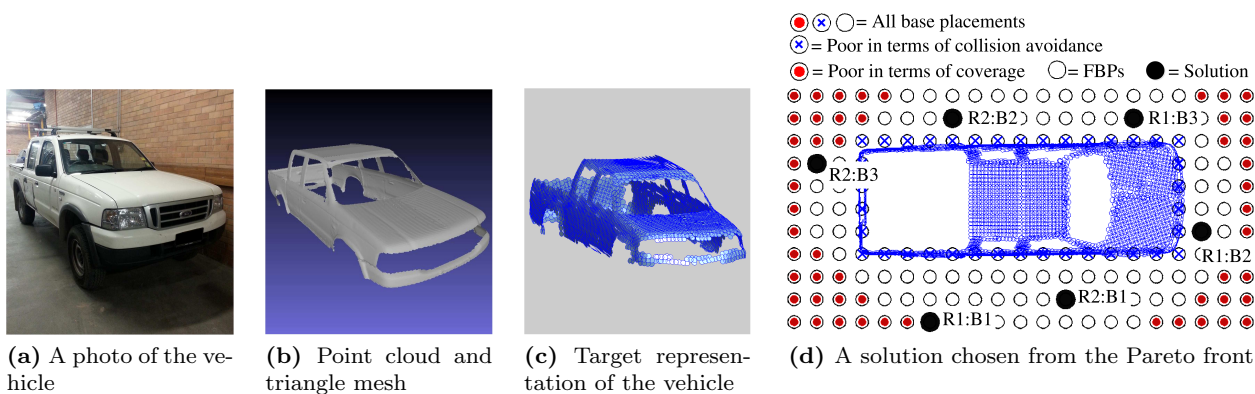 = All base placements
= Poor in terms of collision avoidance
= Poor in terms of coverage = FBPs = Solution
R2:B2 R1:B3
R2:B3
R1:B2
R2:B1
R1:B1
(a) A photo of the ve-
hicle
(b) Point cloud and
triangle mesh
(c) Target represen-
tation of the vehicle
(d) A solution chosen from the Pareto front